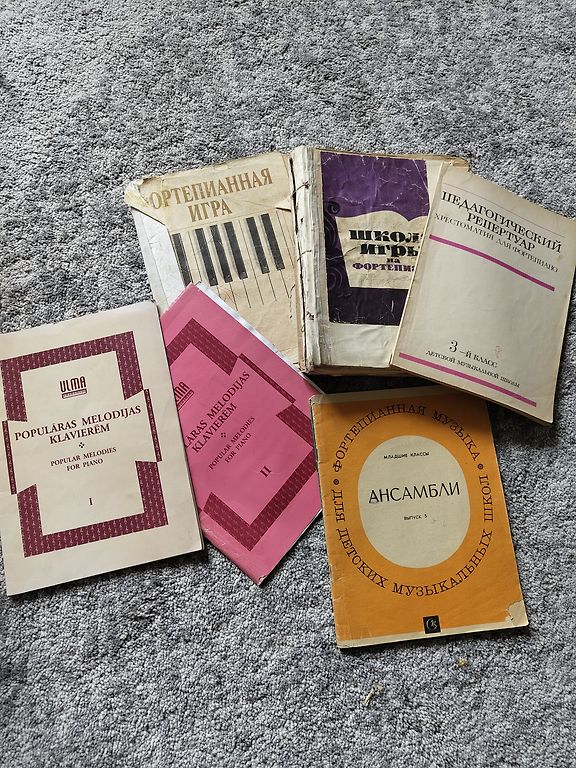 ОРТЕПИАННАЯ
ИГРА
ШКОЛ
ИГРЫ
на
ФОРТЕПИ
ПЕДАГОГИЧЕСКИЙ
РЕПЕРТУАР
ХРЕСТОМАТИЯ ДЛЯ ФОРТЕПИАНО
3-й КЛАСС
ДЕТСКОЙ МУЗЫКАЛЬНОЙ ШКОЛЫ
ULMA
POPULĀRAS MELODIJAS
KLAVIERĒM
POPULAR MELODIES
FOR PIANO
I
ULMA
LĀRAS MELODIJAS
KLAVIERĒM
POPULAR MELODIES
FOR PIANO
II
ФОРТЕПИАННАЯ МУЗЫКА •
ДЛЯ ДЕТСКИХ МУЗЫКАЛЬНЫХ ШКОЛ •
МЛАДШИЕ КЛАССЫ
АНСАМБЛИ
ВЫПУСК 5